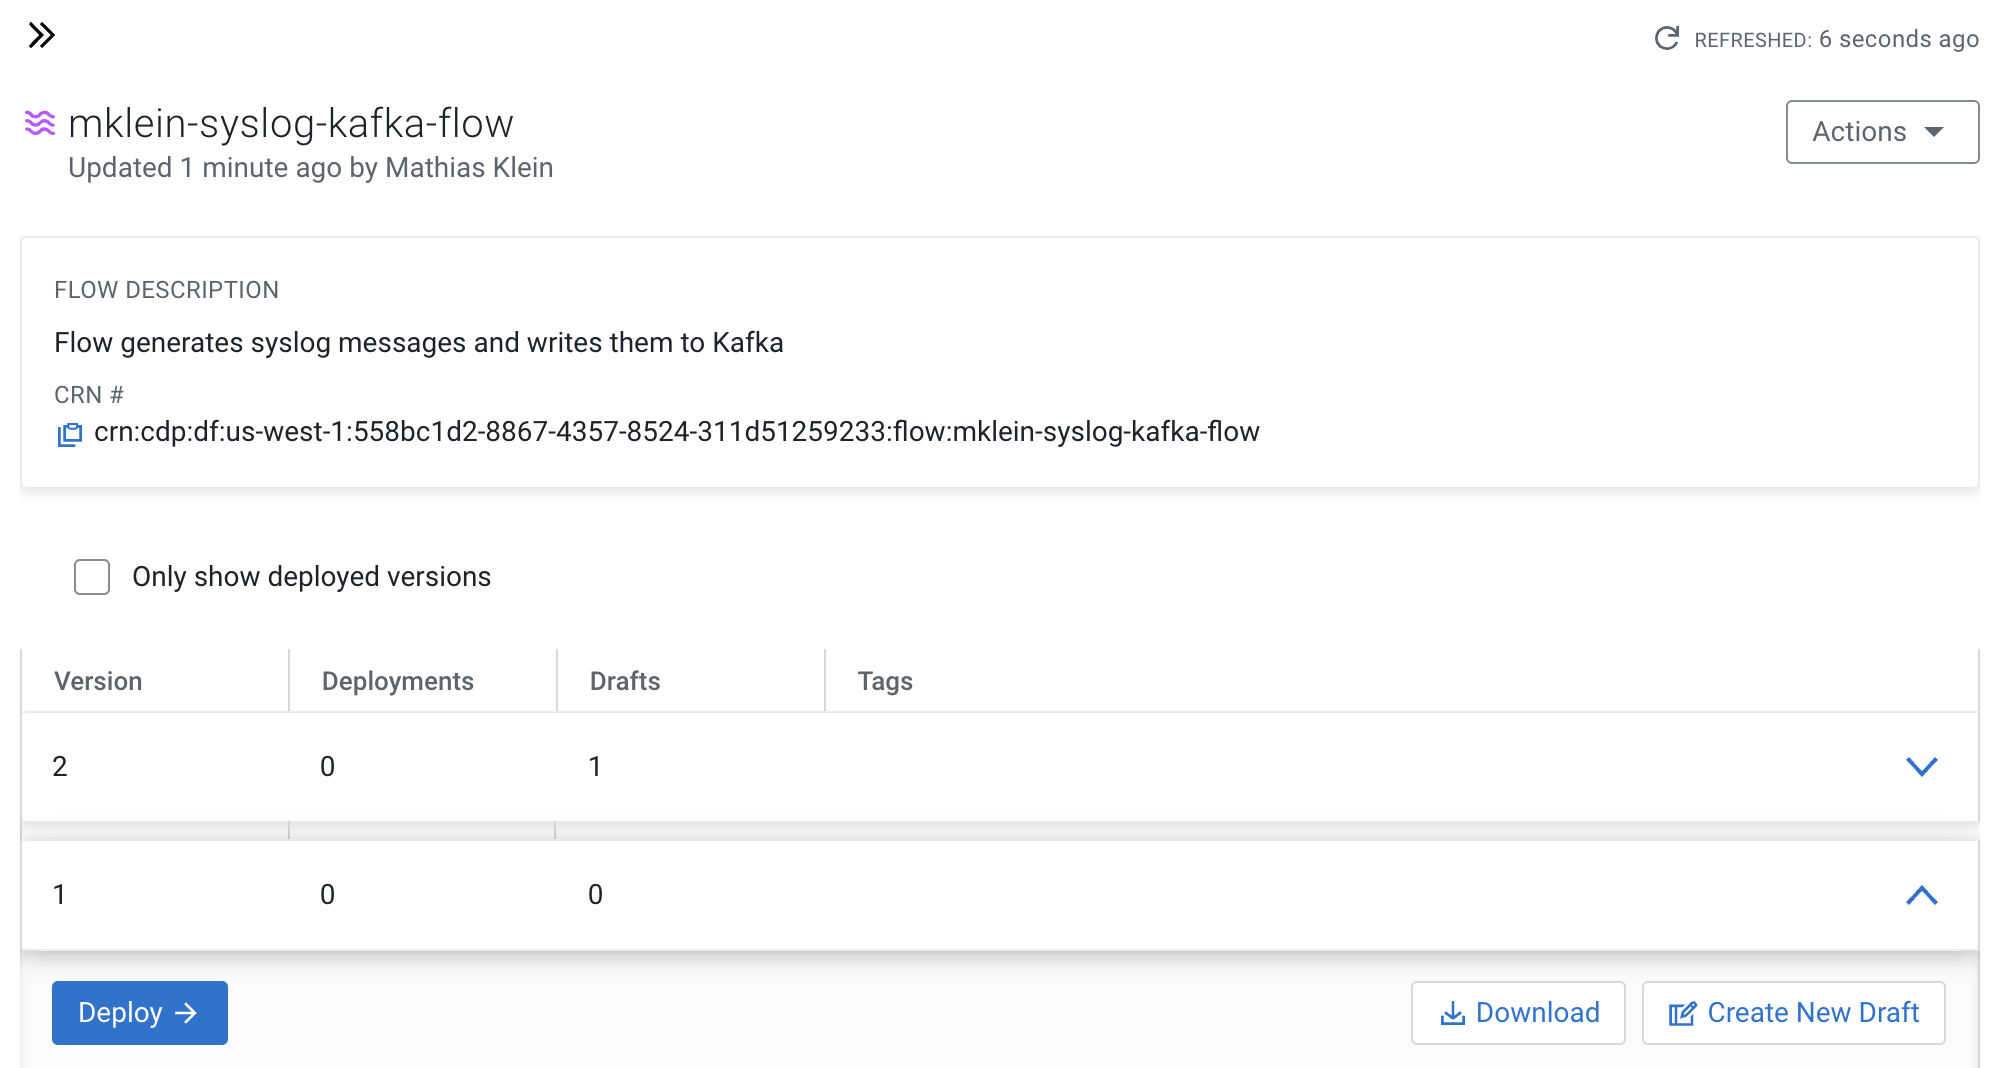 REFRESHED: 6 seconds ago
mklein-syslog-kafka-flow
Actions
Updated 1 minute ago by Mathias Klein
FLOW DESCRIPTION
Flow generates syslog messages and writes them to Kafka
CRN #
crn:cdp:df:us-west-1:558bc1d2-8867-4357-8524-311d51259233:flow:mklein-syslog-kafka-flow
Only show deployed versions
Version Deployments Drafts Tags
2 0 1
1 0 0
Deploy Download Create New Draft